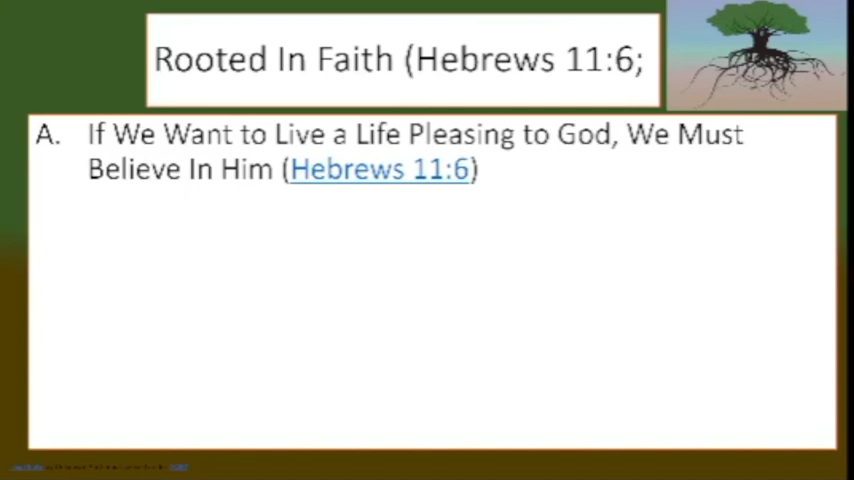 Rooted In Faith (Hebrews 11:6;
A. If We Want to Live a Life Pleasing to God, We Must
Believe In Him (Hebrews 11:6)